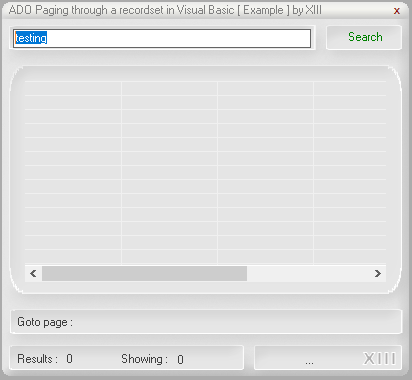 ADO Paging through a recordset in Visual Basic [ Example ] by XIII x
testing Search
Goto page :
Results : 0 Showing : 0 ... XIII